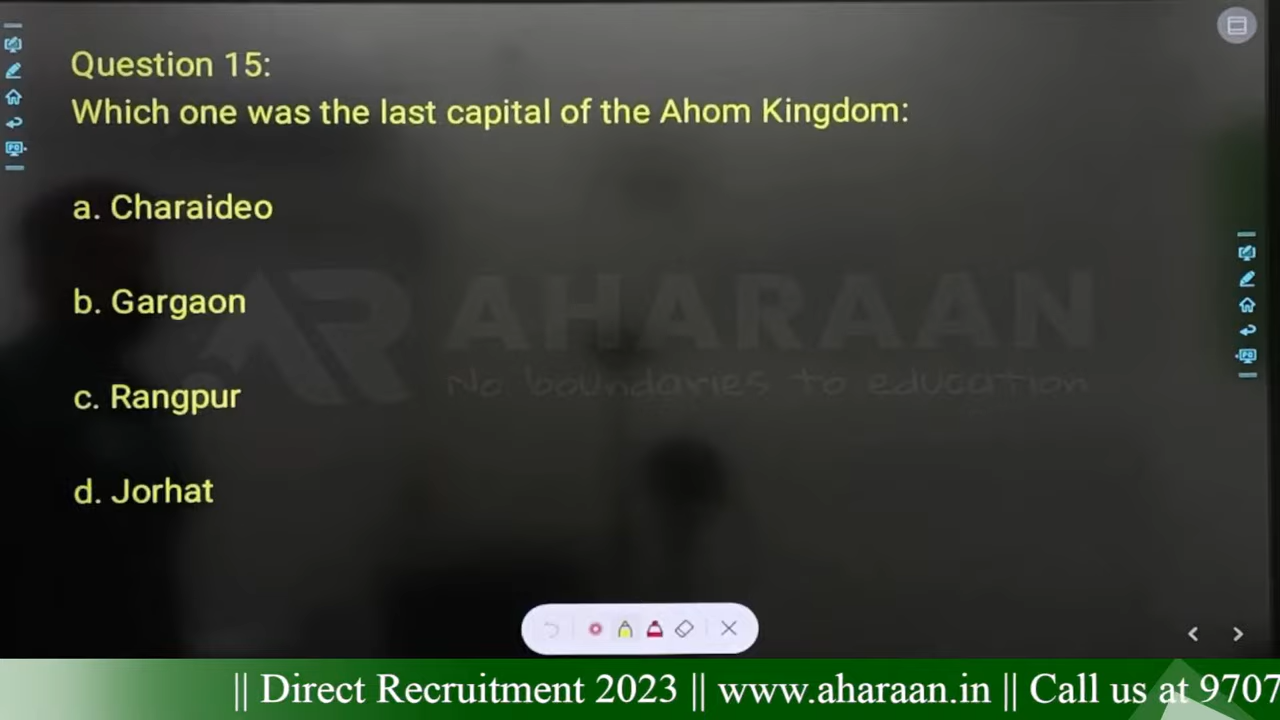 Question 15:
Which one was the last capital of the Ahom Kingdom:
a. Charaideo
b. Gargaon
c. Rangpur
d. Jorhat
AR AHARAAN
No boundaries to education
|| Direct Recruitment 2023 || www.aharaan.in || Call us at 9707